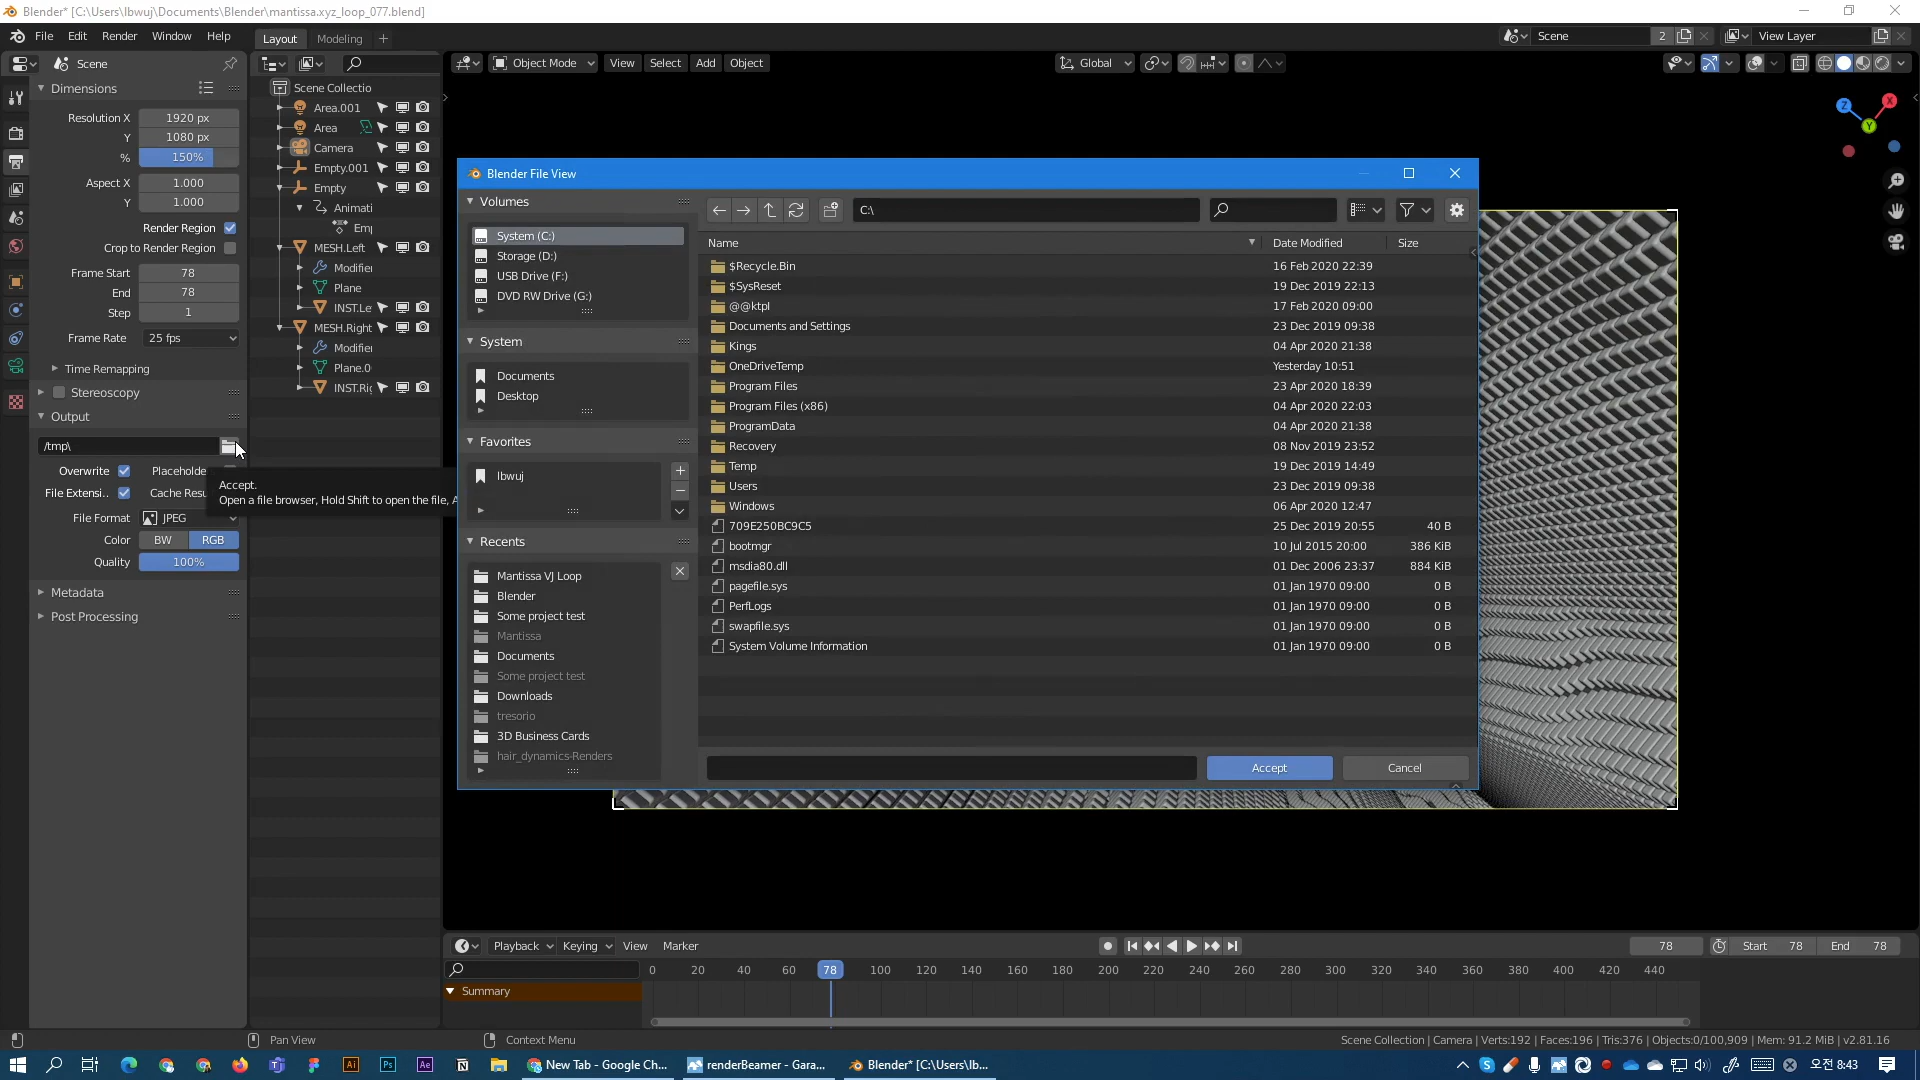 Blender* [C:\Users\lbwuj\Documents\Blender\mantissa.xyz_loop_077.blend]
File Edit Render Window Help
Layout Modeling +
Scene 2 View Layer
Scene
Object Mode View Select Add Object
Global
Dimensions
Resolution X 1920 px
Y 1080 px
% 150%
Aspect X 1.000
Y 1.000
Render Region
Crop to Render Region
Frame Start 78
End 78
Step 1
Frame Rate 25 fps
Time Remapping
Stereoscopy
Output
/tmp\
Overwrite Placeholde
File Extensi.. Cache Resu
File Format JPEG
Color BW RGB
Quality 100%
Metadata
Post Processing
Accept.
Open a file browser, Hold Shift to open the file, A
Scene Collectio
Area.001
Area
Camera
Empty.001
Empty
Animati
Emp
MESH.Left
Modifier
Plane
INST.Le
MESH.Right
Modifier
Plane.0
INST.Rig
Z X
Y
Blender File View
Volumes
System (C:)
Storage (D:)
USB Drive (F:)
DVD RW Drive (G:)
System
Documents
Desktop
Favorites
lbwuj
Recents
Mantissa VJ Loop
Blender
Some project test
Mantissa
Documents
Some project test
Downloads
tresorio
3D Business Cards
hair_dynamics-Renders
C:\
Name Date Modified Size
$Recycle.Bin 16 Feb 2020 22:39
$SysReset 19 Dec 2019 22:13
@@ktpl 17 Feb 2020 09:00
Documents and Settings 23 Dec 2019 09:38
Kings 04 Apr 2020 21:38
OneDriveTemp Yesterday 10:51
Program Files 23 Apr 2020 18:39
Program Files (x86) 04 Apr 2020 22:03
ProgramData 04 Apr 2020 21:38
Recovery 08 Nov 2019 23:52
Temp 19 Dec 2019 14:49
Users 23 Dec 2019 09:38
Windows 06 Apr 2020 12:47
709E250BC9C5 25 Dec 2019 20:55 40 B
bootmgr 10 Jul 2015 20:00 386 KiB
msdia80.dll 01 Dec 2006 23:37 884 KiB
pagefile.sys 01 Jan 1970 09:00 0 B
PerfLogs 01 Jan 1970 09:00 0 B
swapfile.sys 01 Jan 1970 09:00 0 B
System Volume Information 01 Jan 1970 09:00 0 B
Accept Cancel
Playback Keying View Marker 78 Start 78 End 78
0 20 40 60 78 100 120 140 160 180 200 220 240 260 280 300 320 340 360 380 400 420 440
Summary
Pan View Context Menu
Scene Collection | Camera | Verts:192 | Faces:196 | Tris:376 | Objects:0/100,909 | Mem: 91.2 MiB | v2.81.16
New Tab - Google Ch... renderBeamer - Gara... Blender* [C:\Users\lb...
오전 8:43